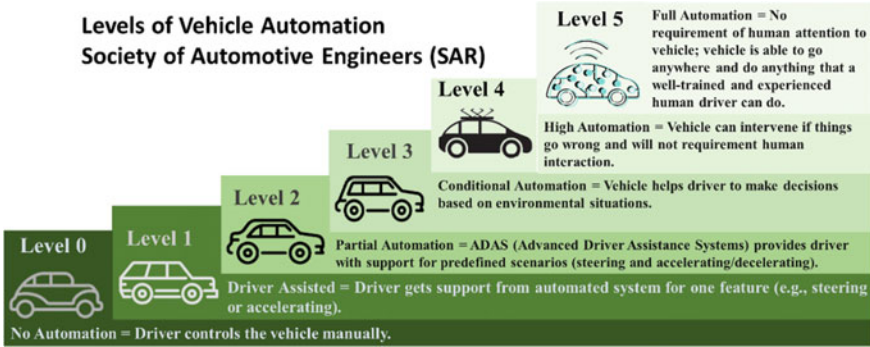 Levels of Vehicle Automation
Society of Automotive Engineers (SAR)
Level 5
Full Automation = No
requirement of human attention to
vehicle; vehicle is able to go
anywhere and do anything that a
well-trained and experienced
human driver can do.
Level 4
High Automation = Vehicle can intervene if things
go wrong and will not requirement human
interaction.
Level 3
Conditional Automation = Vehicle helps driver to make decisions
based on environmental situations.
Level 2
Partial Automation = ADAS (Advanced Driver Assistance Systems) provides driver
with support for predefined scenarios (steering and accelerating/decelerating).
Level 1
Driver Assisted = Driver gets support from automated system for one feature (e.g., steering
or accelerating).
Level 0
No Automation = Driver controls the vehicle manually.